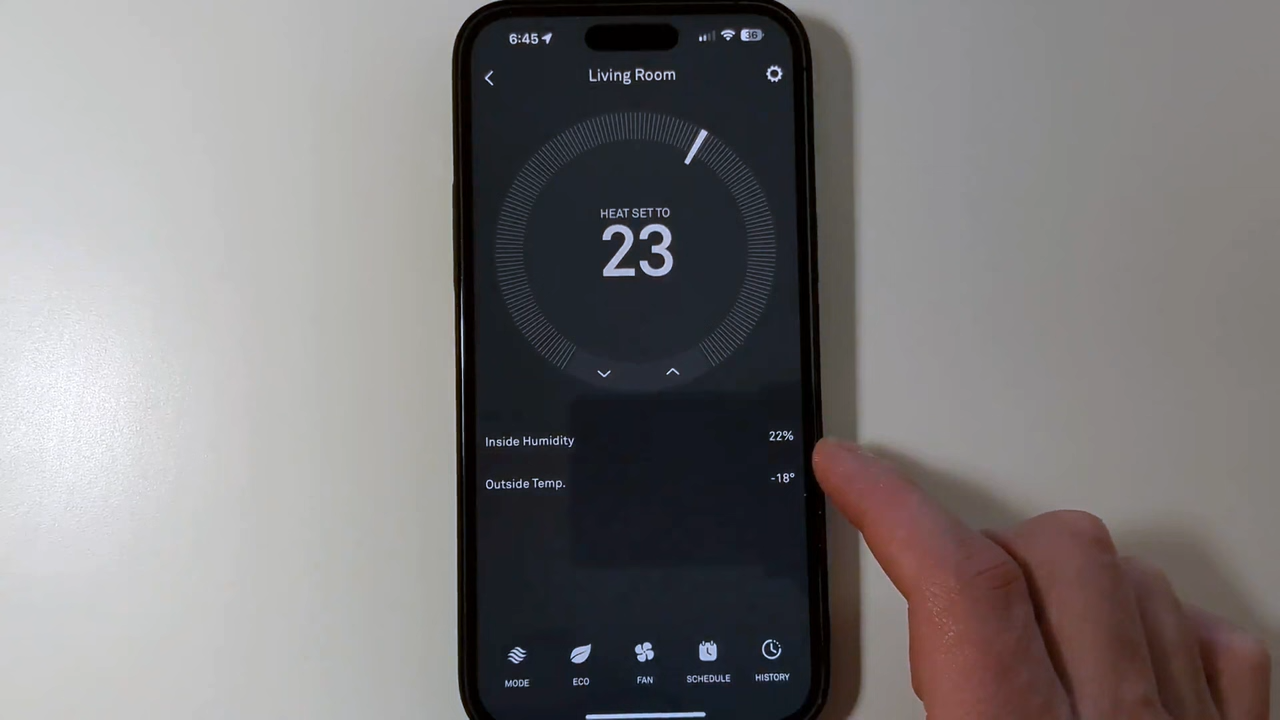 6:45
36
Living Room
HEAT SET TO
23
Inside Humidity 22%
Outside Temp. -18°
MODE ECO FAN SCHEDULE HISTORY